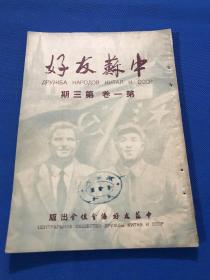 中蘇友好
ДРУЖБА НАРОДОВ КИТАЯ И СССР
第一卷 第三期
中蘇友好協會總會出版
ЦЕНТРАЛЬНОЕ ОБЩЕСТВО ДРУЖБЫ КИТАЯ И СССР